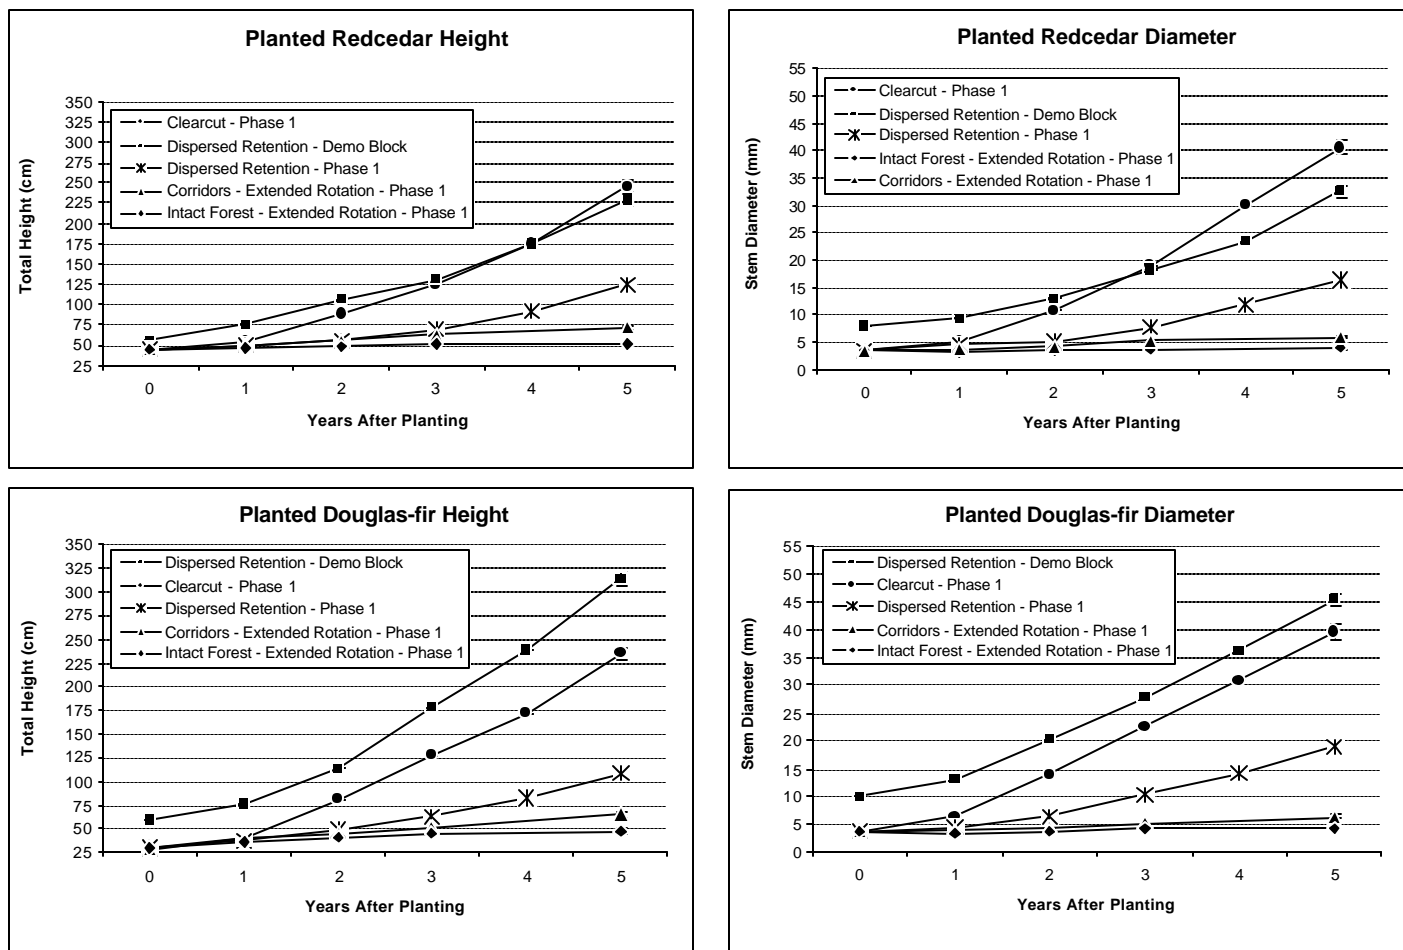 Planted Redcedar Height
350
325
300
275
250
225
200
175
150
125
100
75
50
25
Total Height (cm)
Clearcut - Phase 1
Dispersed Retention - Demo Block
Dispersed Retention - Phase 1
Corridors - Extended Rotation - Phase 1
Intact Forest - Extended Rotation - Phase 1
0 1 2 3 4 5
Years After Planting
Planted Redcedar Diameter
55
50
45
40
35
30
25
20
15
10
5
0
Stem Diameter (mm)
Clearcut - Phase 1
Dispersed Retention - Demo Block
Dispersed Retention - Phase 1
Intact Forest - Extended Rotation - Phase 1
Corridors - Extended Rotation - Phase 1
0 1 2 3 4 5
Years After Planting
Planted Douglas-fir Height
350
325
300
275
250
225
200
175
150
125
100
75
50
25
Total Height (cm)
Dispersed Retention - Demo Block
Clearcut - Phase 1
Dispersed Retention - Phase 1
Corridors - Extended Rotation - Phase 1
Intact Forest - Extended Rotation - Phase 1
0 1 2 3 4 5
Years After Planting
Planted Douglas-fir Diameter
55
50
45
40
35
30
25
20
15
10
5
0
Stem Diameter (mm)
Dispersed Retention - Demo Block
Clearcut - Phase 1
Dispersed Retention - Phase 1
Corridors - Extended Rotation - Phase 1
Intact Forest - Extended Rotation - Phase 1
0 1 2 3 4 5
Years After Planting